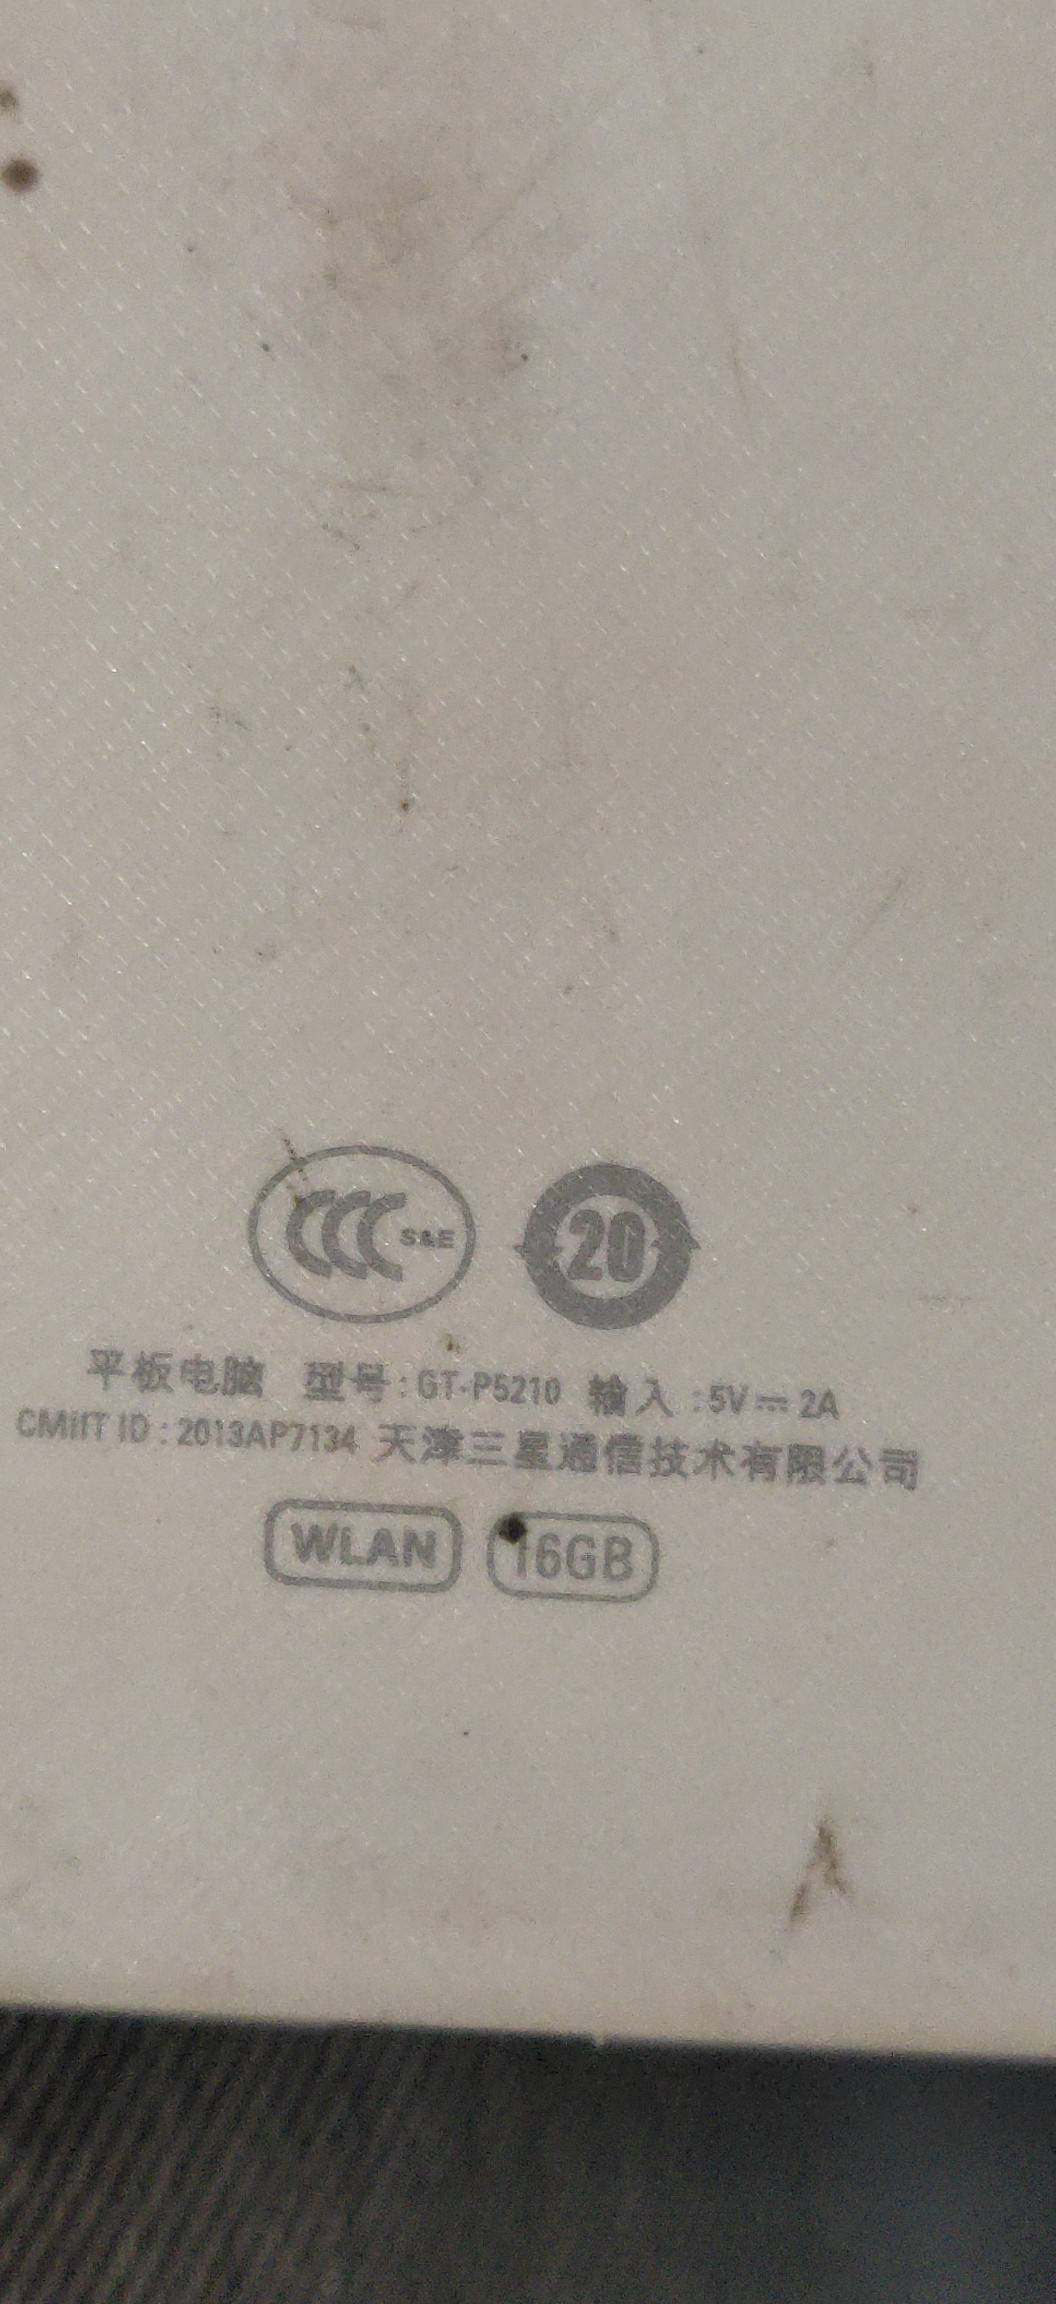 CCC S&E 20
平板电脑 型号:GT-P5210 输入:5V⎓2A
CMIIT ID:2013AP7134 天津三星通信技术有限公司
WLAN 16GB